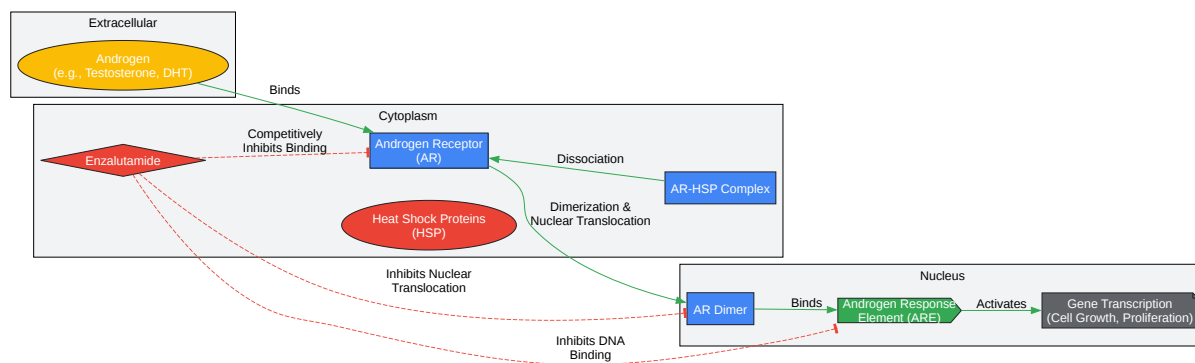 Extracellular
Androgen
(e.g., Testosterone, DHT)
Binds
Cytoplasm
Competitively
Inhibits Binding
Androgen Receptor
(AR)
Enzalutamide
Dissociation
AR-HSP Complex
Dimerization &
Nuclear Translocation
Heat Shock Proteins
(HSP)
Inhibits Nuclear
Translocation
Nucleus
AR Dimer
Binds
Androgen Response
Element (ARE)
Activates
Gene Transcription
(Cell Growth, Proliferation)
Inhibits DNA
Binding